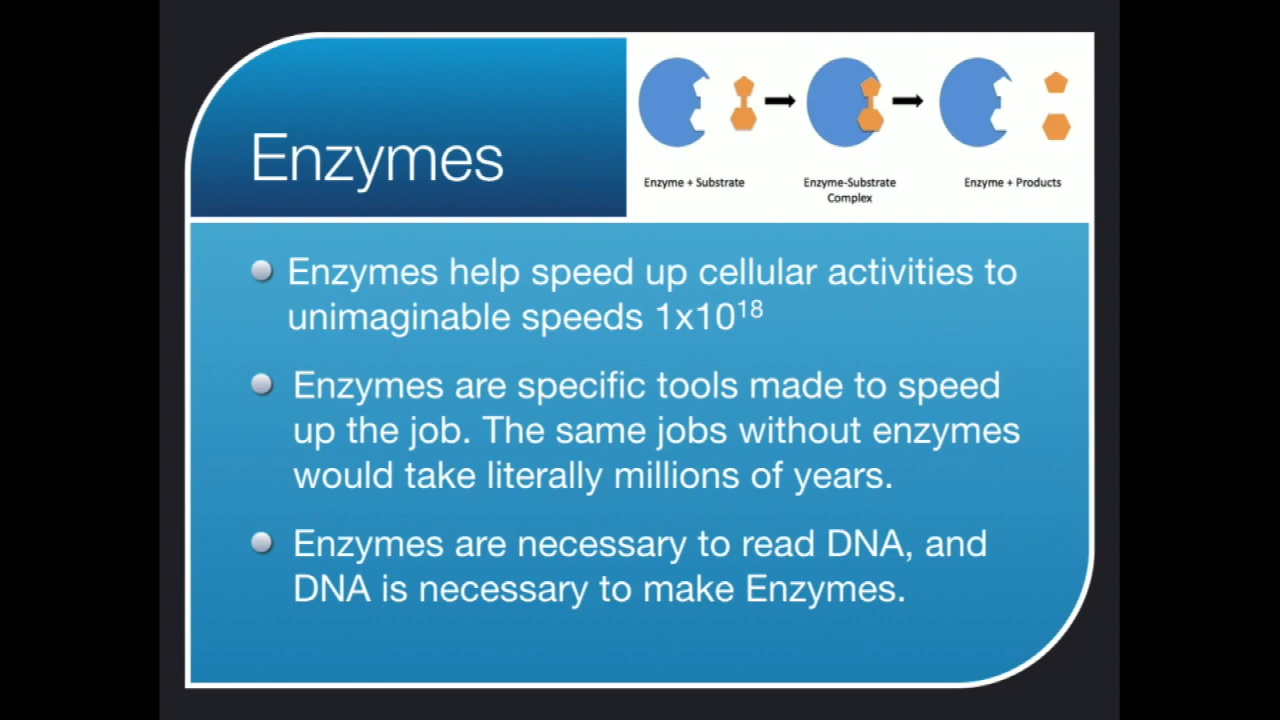 Enzymes
Enzyme + Substrate
Enzyme-Substrate
Complex
Enzyme + Products
Enzymes help speed up cellular activities to
unimaginable speeds 1x10¹⁸
Enzymes are specific tools made to speed
up the job. The same jobs without enzymes
would take literally millions of years.
Enzymes are necessary to read DNA, and
DNA is necessary to make Enzymes.